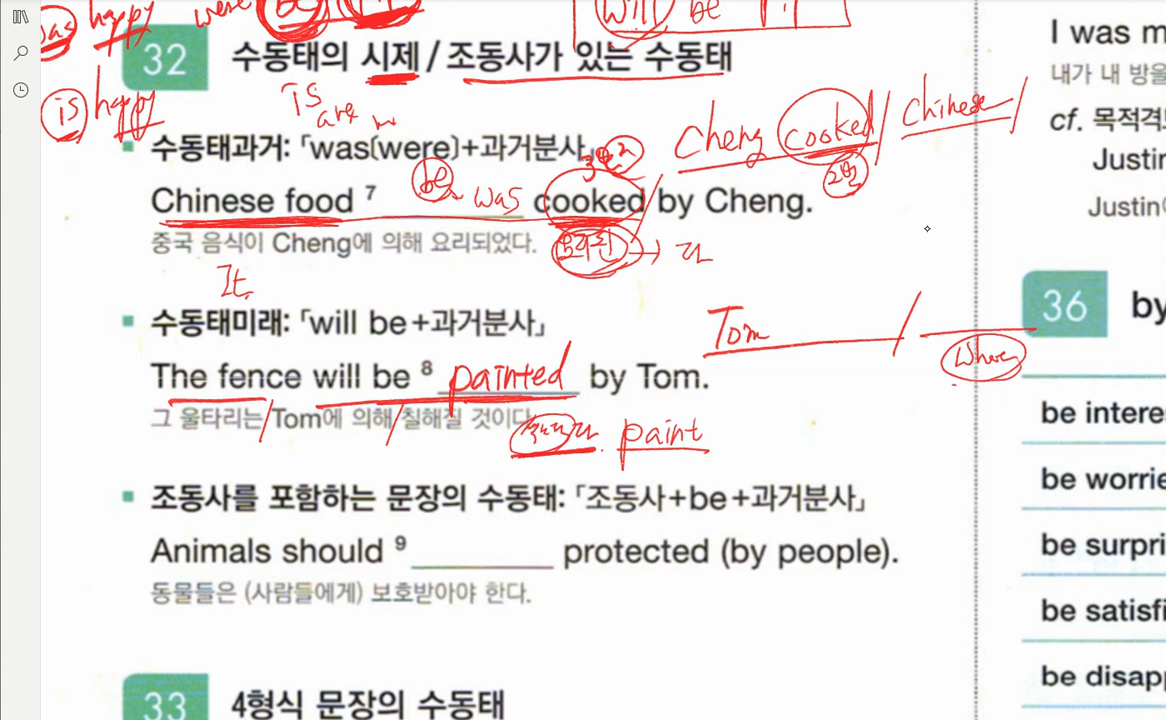 was happy were be
will be
32 수동태의 시제 / 조동사가 있는 수동태
is happy
is are
Cheng cooked / Chinese /
수동태과거: 「was(were)+과거분사」
be was 2번
Chinese food 7 cooked by Cheng.
중국 음식이 Cheng에 의해 요리되었다.
요리된 → 다
수동태미래: 「will be+과거분사」
Tom /
The fence will be 8 painted by Tom.
그 울타리는 Tom에 의해 칠해질 것이다.
paint
조동사를 포함하는 문장의 수동태: 「조동사+be+과거분사」
Animals should 9 protected (by people).
동물들은 (사람들에게) 보호받아야 한다.
33 4형식 문장의 수동태
I was m
내가 내 방을
cf. 목적격
Justin
Justin
36 by
be intere
be worrie
be surpri
be satisf
be disap